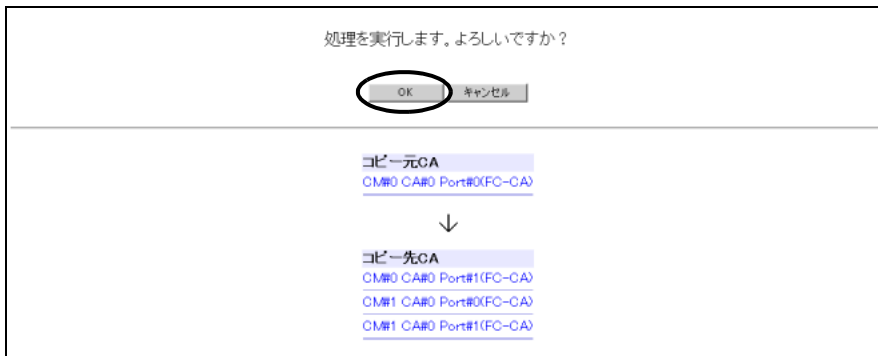 処理を実行します。よろしいですか？
OK キャンセル
コピー元CA
CM#0 CA#0 Port#0(FC-CA)
↓
コピー先CA
CM#0 CA#0 Port#1(FC-CA)
CM#1 CA#0 Port#0(FC-CA)
CM#1 CA#0 Port#1(FC-CA)